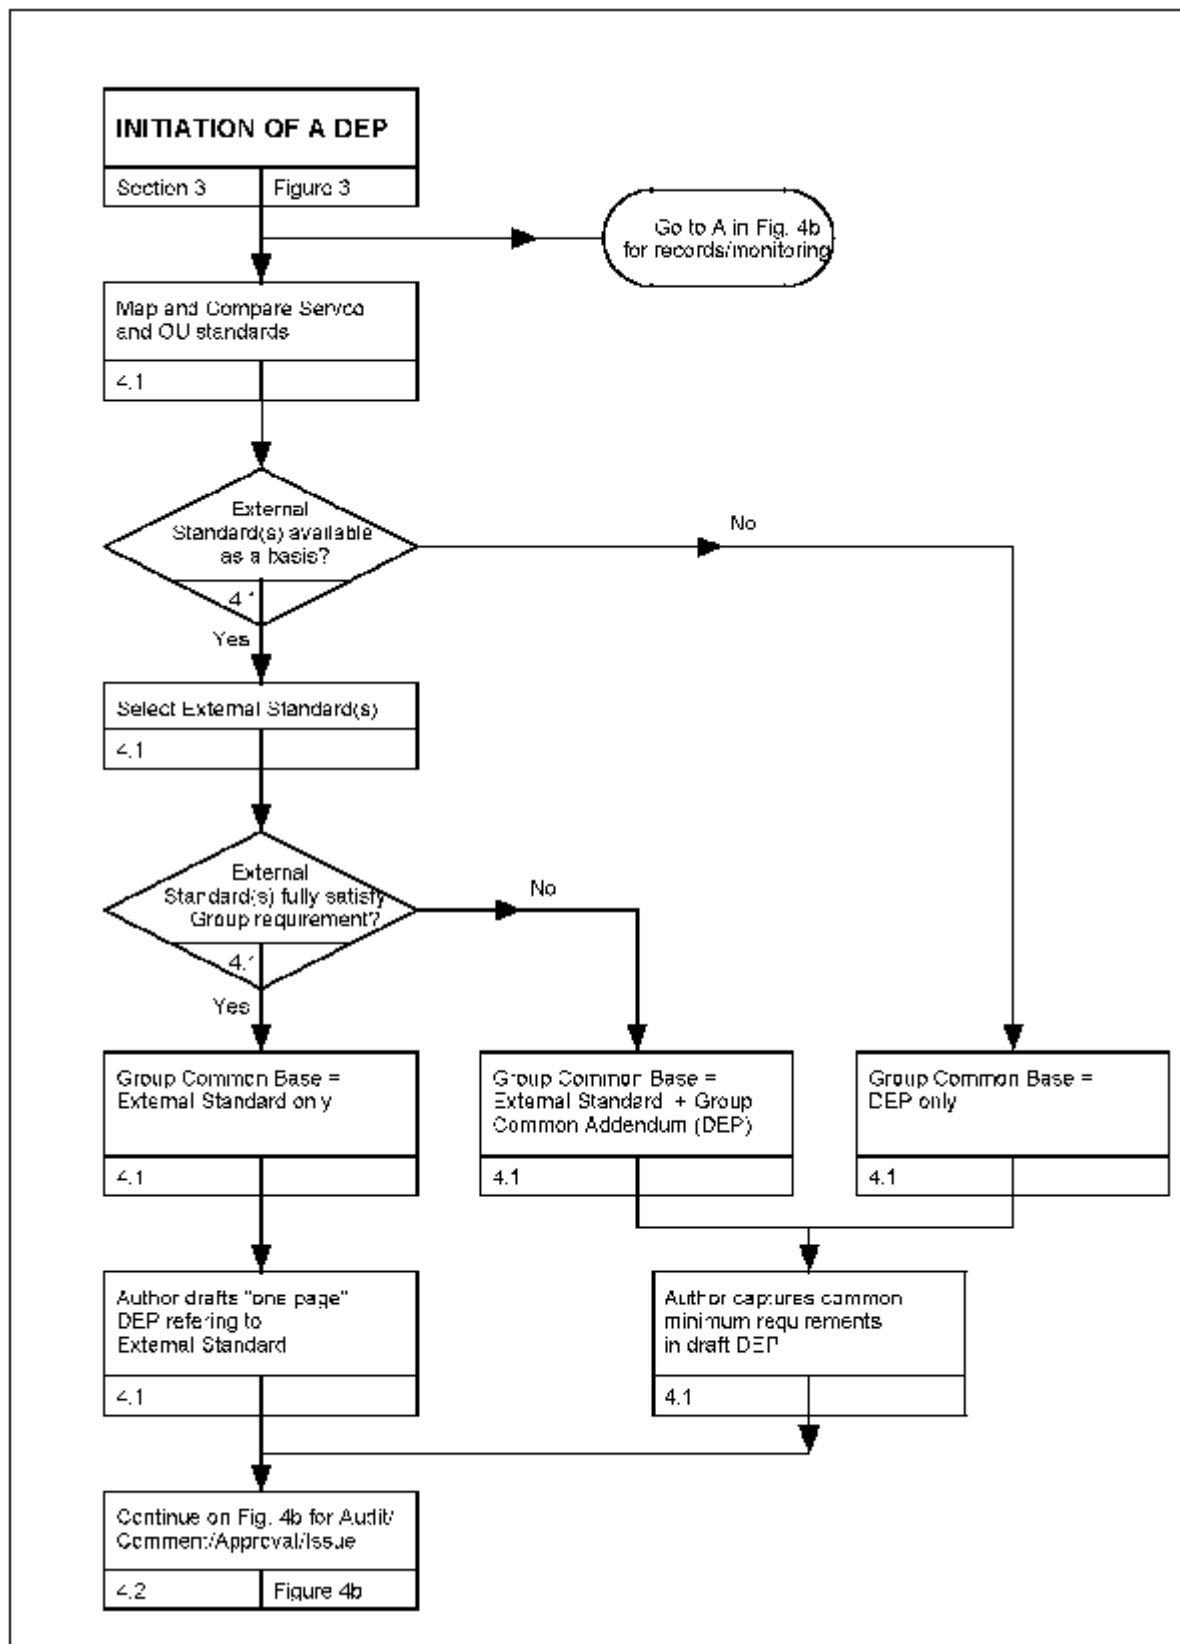 INITIATION OF A DEP
Section 3
Figure 3
Go to A in Fig. 4b
for records/monitoring
Map and Compare Servco
and OU standards
4.1
External
Standard(s) available
as a basis?
4.1
No
Yes
Select External Standard(s)
4.1
External
Standard(s) fully satisfy
Group requirement?
4.1
No
Yes
Group Common Base =
External Standard only
4.1
Group Common Base =
External Standard + Group
Common Addendum (DEP)
4.1
Group Common Base =
DEP only
4.1
Author drafts "one page"
DEP refering to
External Standard
4.1
Author captures common
minimum requirements
in draft DEP
4.1
Continue on Fig. 4b for Audit/
Comment/Approval/Issue
4.2
Figure 4b